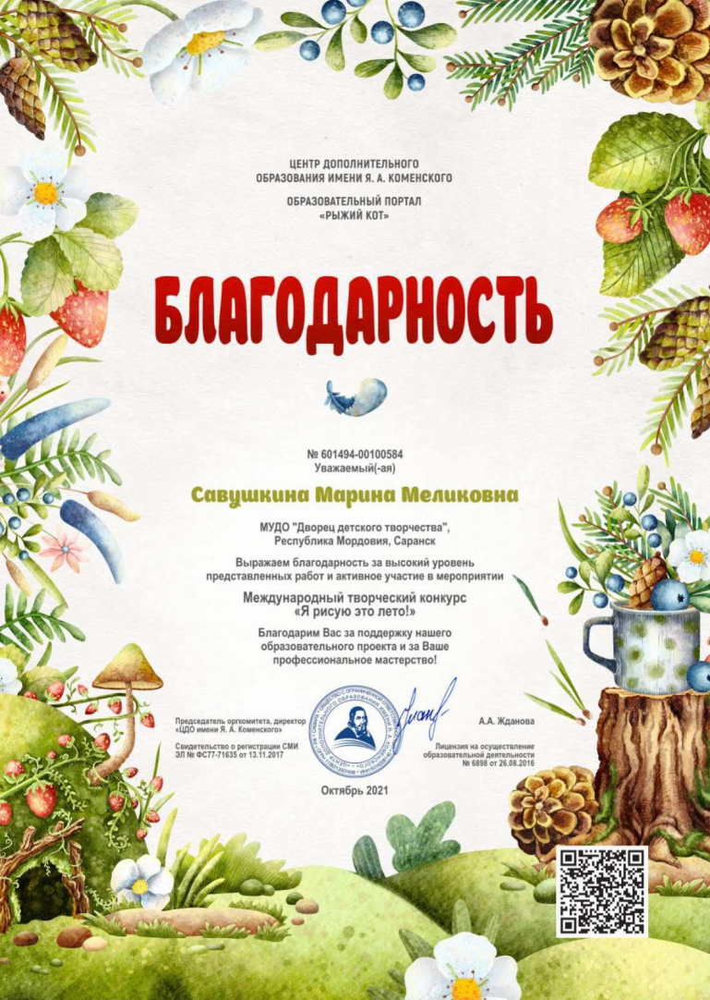 ЦЕНТР ДОПОЛНИТЕЛЬНОГО
ОБРАЗОВАНИЯ ИМЕНИ Я. А. КОМЕНСКОГО
ОБРАЗОВАТЕЛЬНЫЙ ПОРТАЛ
«РЫЖИЙ КОТ»
БЛАГОДАРНОСТЬ
№ 601494-00100584
Уважаемый(-ая)
Савушкина Марина Меликовна
МУДО "Дворец детского творчества",
Республика Мордовия, Саранск
Выражаем благодарность за высокий уровень
представленных работ и активное участие в мероприятии
Международный творческий конкурс
«Я рисую это лето!»
Благодарим Вас за поддержку нашего
образовательного проекта и за Ваше
профессиональное мастерство!
Председатель оргкомитета, директор
«ЦДО имени Я. А. Коменского»
А.А. Жданова
Свидетельство о регистрации СМИ
ЭЛ № ФС77-71635 от 13.11.2017
Лицензия на осуществление
образовательной деятельности
№ 6898 от 26.08.2016
Октябрь 2021